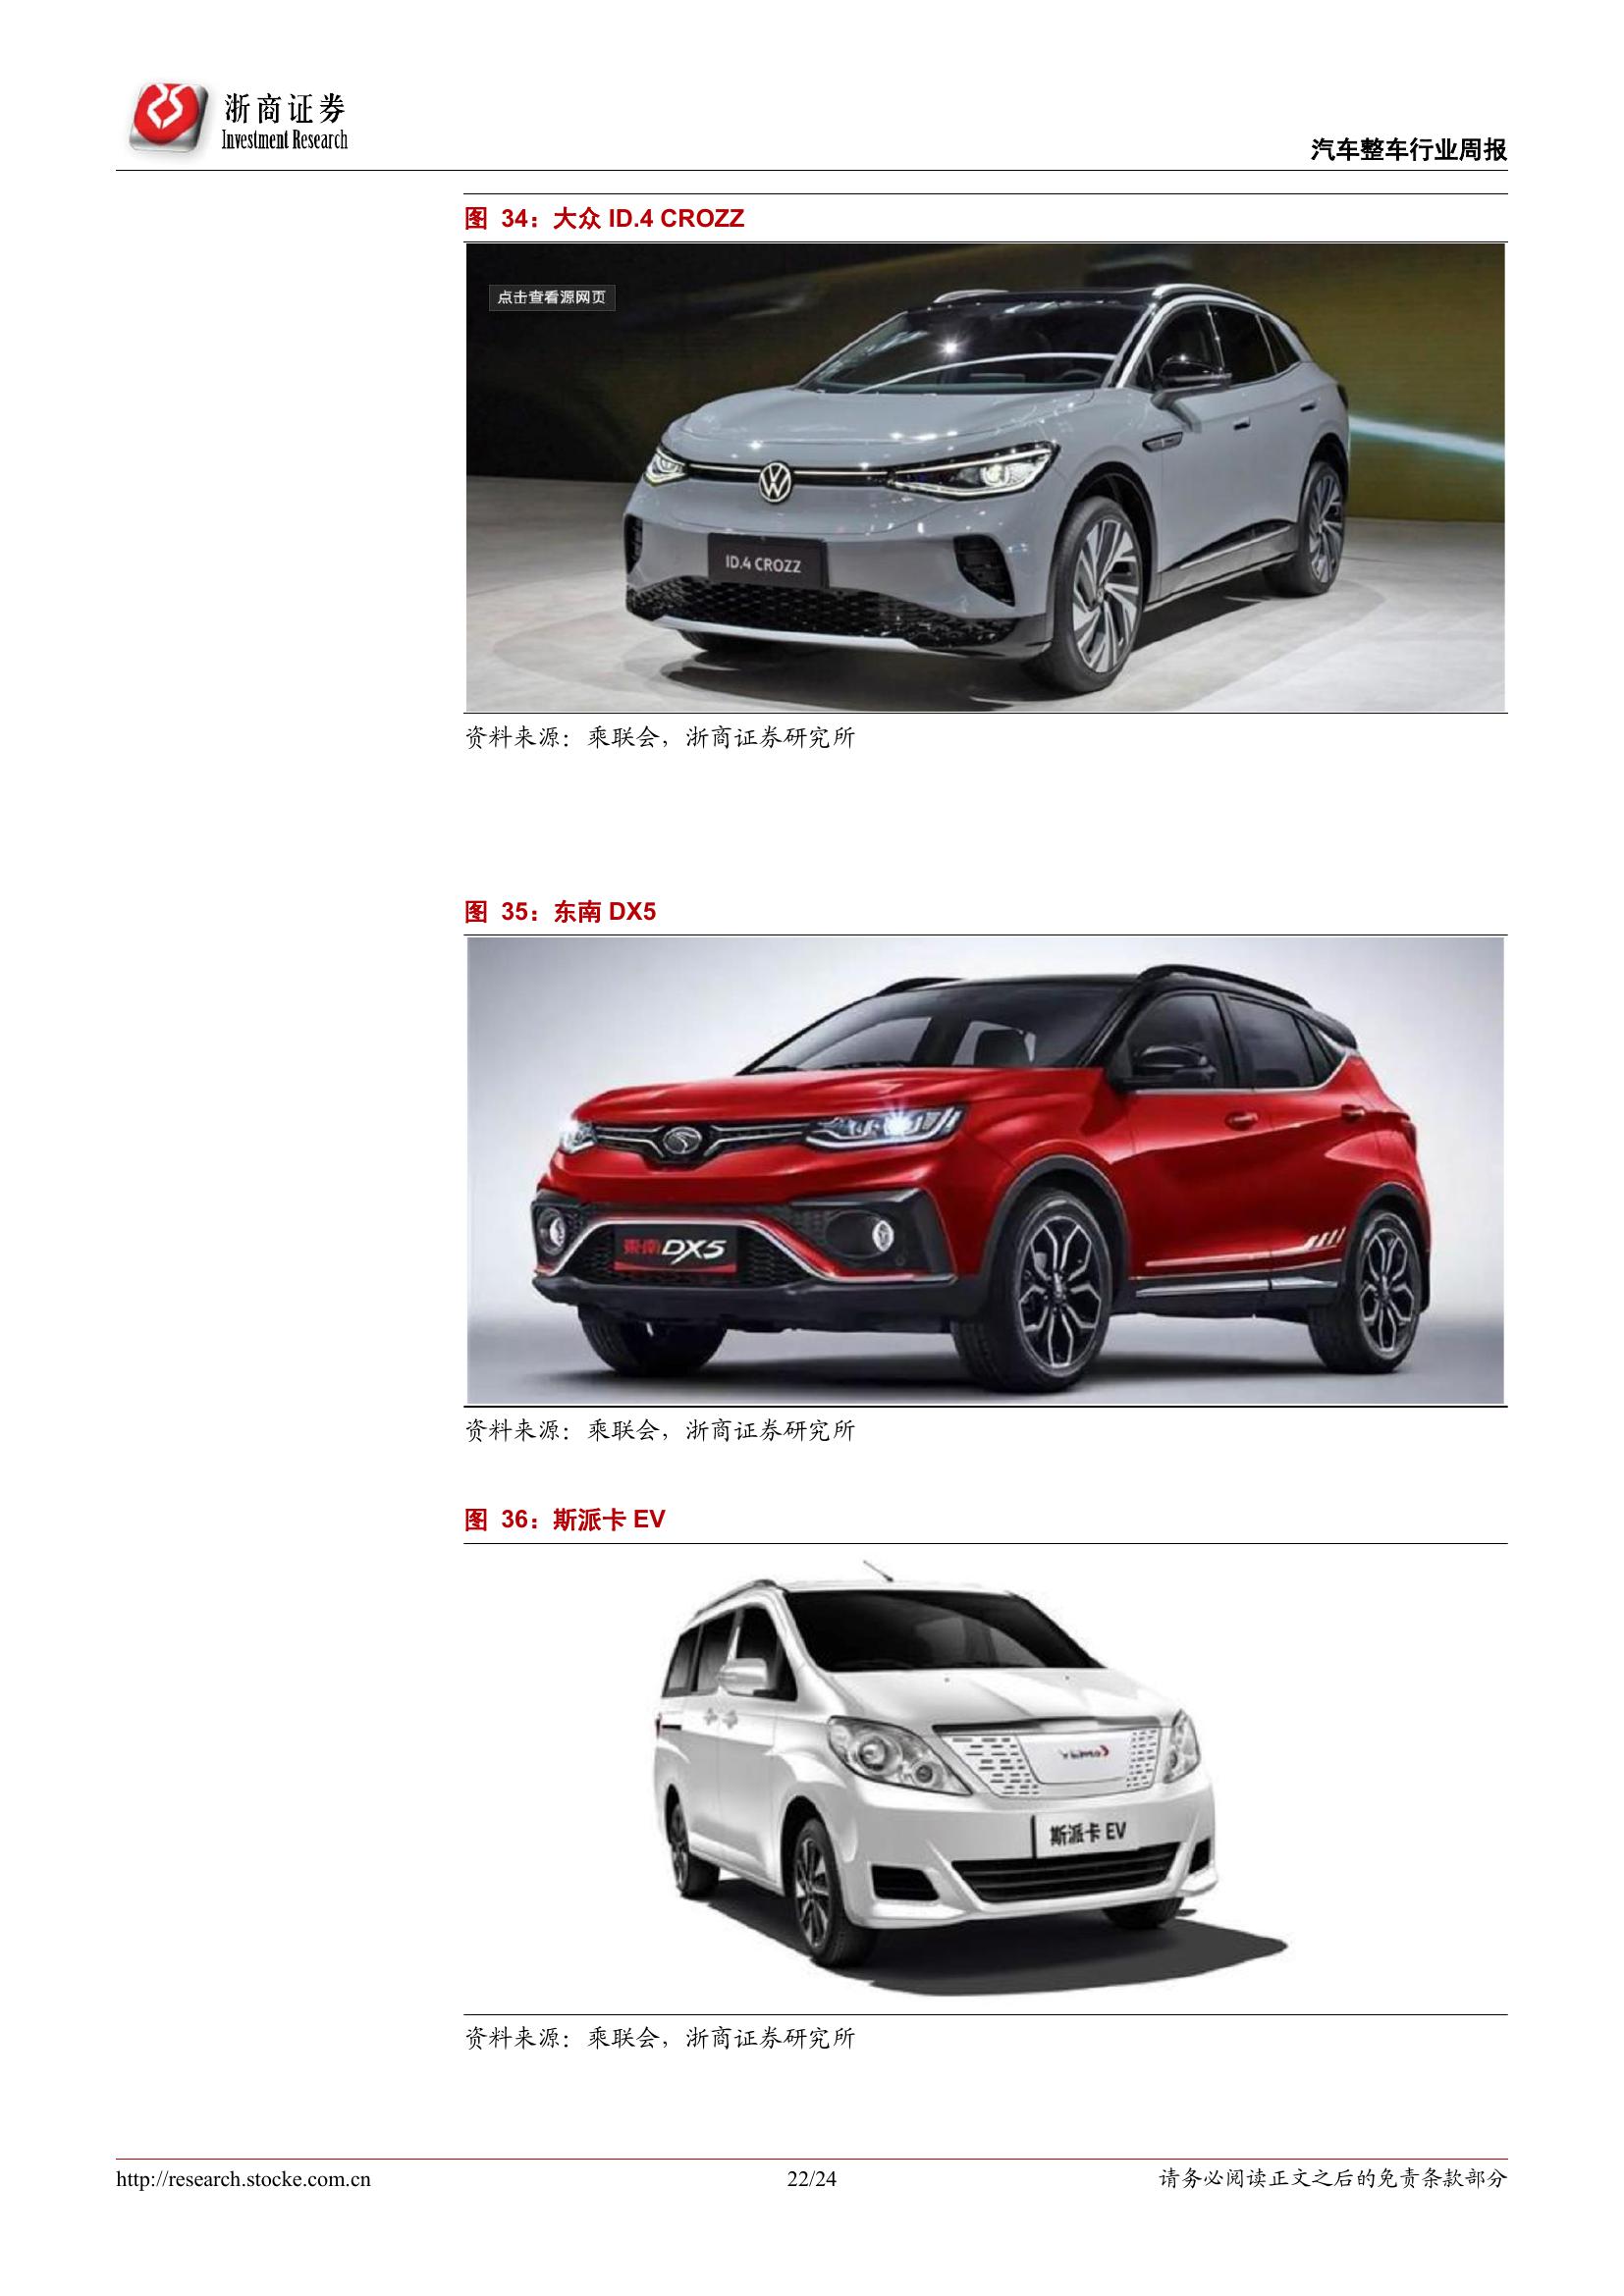 浙商证券
Investment Research
汽车整车行业周报
图 34：大众 ID.4 CROZZ
点击查看源网页
ID.4 CROZZ
资料来源：乘联会，浙商证券研究所
图 35：东南 DX5
東南DX5
资料来源：乘联会，浙商证券研究所
图 36：斯派卡 EV
斯派卡 EV
资料来源：乘联会，浙商证券研究所
http://research.stocke.com.cn
22/24
请务必阅读正文之后的免责条款部分